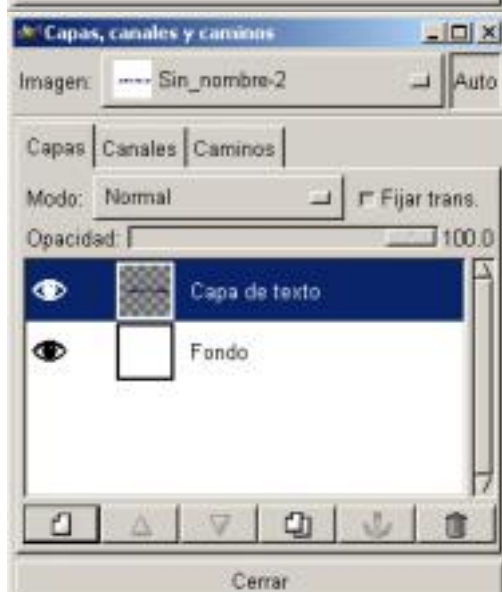 Capas, canales y caminos
Imagen: Sin_nombre-2 Auto
Capas Canales Caminos
Modo: Normal Fijar trans.
Opacidad: 100.0
Capa de texto
Fondo
Cerrar